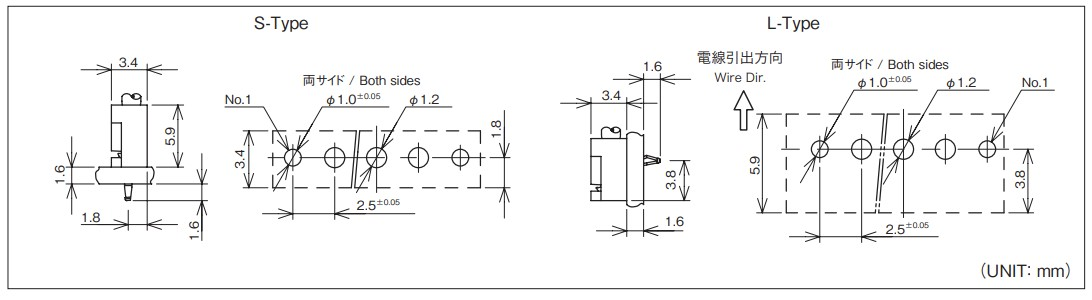 S-Type
3.4
5.9
1.6
1.8
1.6
両サイド / Both sides
No.1
φ1.0±0.05
φ1.2
3.4
1.8
2.5±0.05
L-Type
1.6
3.4
3.8
1.6
電線引出方向
Wire Dir.
両サイド / Both sides
φ1.0±0.05
φ1.2
No.1
5.9
3.8
2.5±0.05
(UNIT: mm)